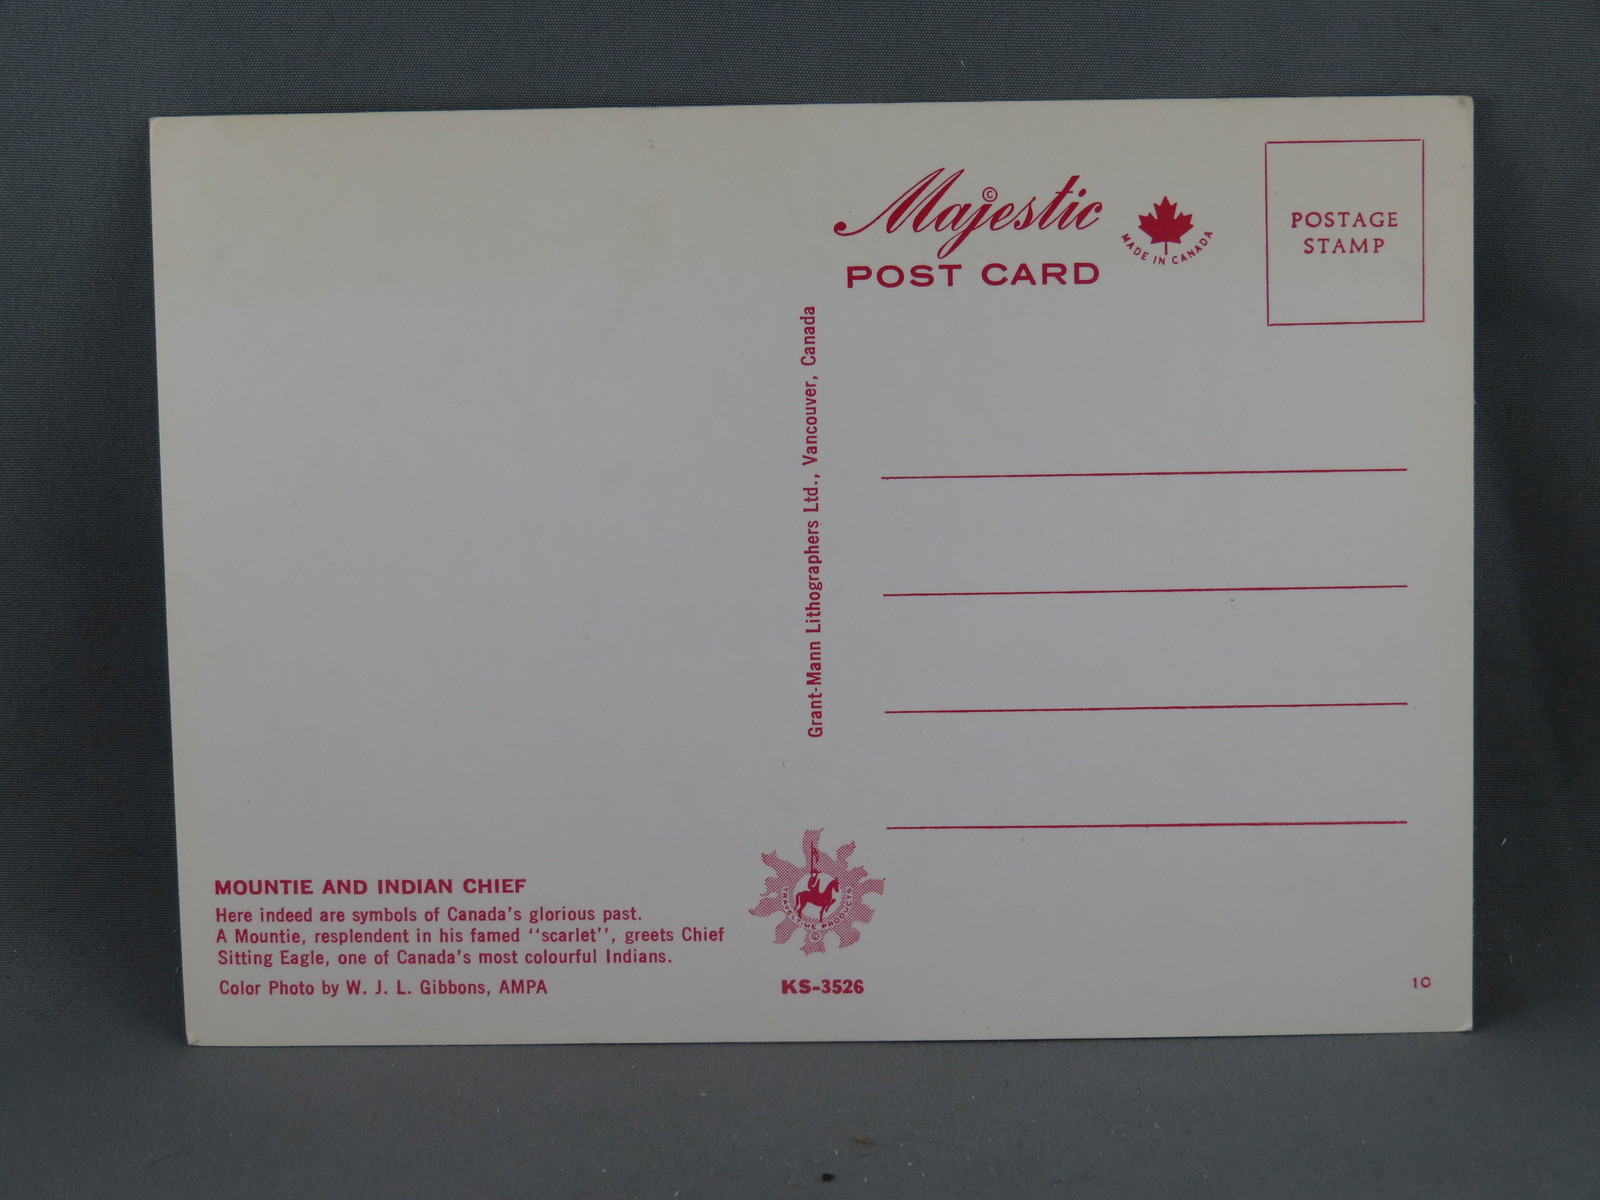 Majestic ©
POST CARD
MADE IN CANADA
POSTAGE
STAMP
Grant-Mann Lithographers Ltd., Vancouver, Canada
MOUNTIE AND INDIAN CHIEF
Here indeed are symbols of Canada's glorious past.
A Mountie, resplendent in his famed "scarlet", greets Chief
Sitting Eagle, one of Canada's most colourful Indians.
Color Photo by W. J. L. Gibbons, AMPA
TRAVELTIME PRODUCTS
©
KS-3526
10